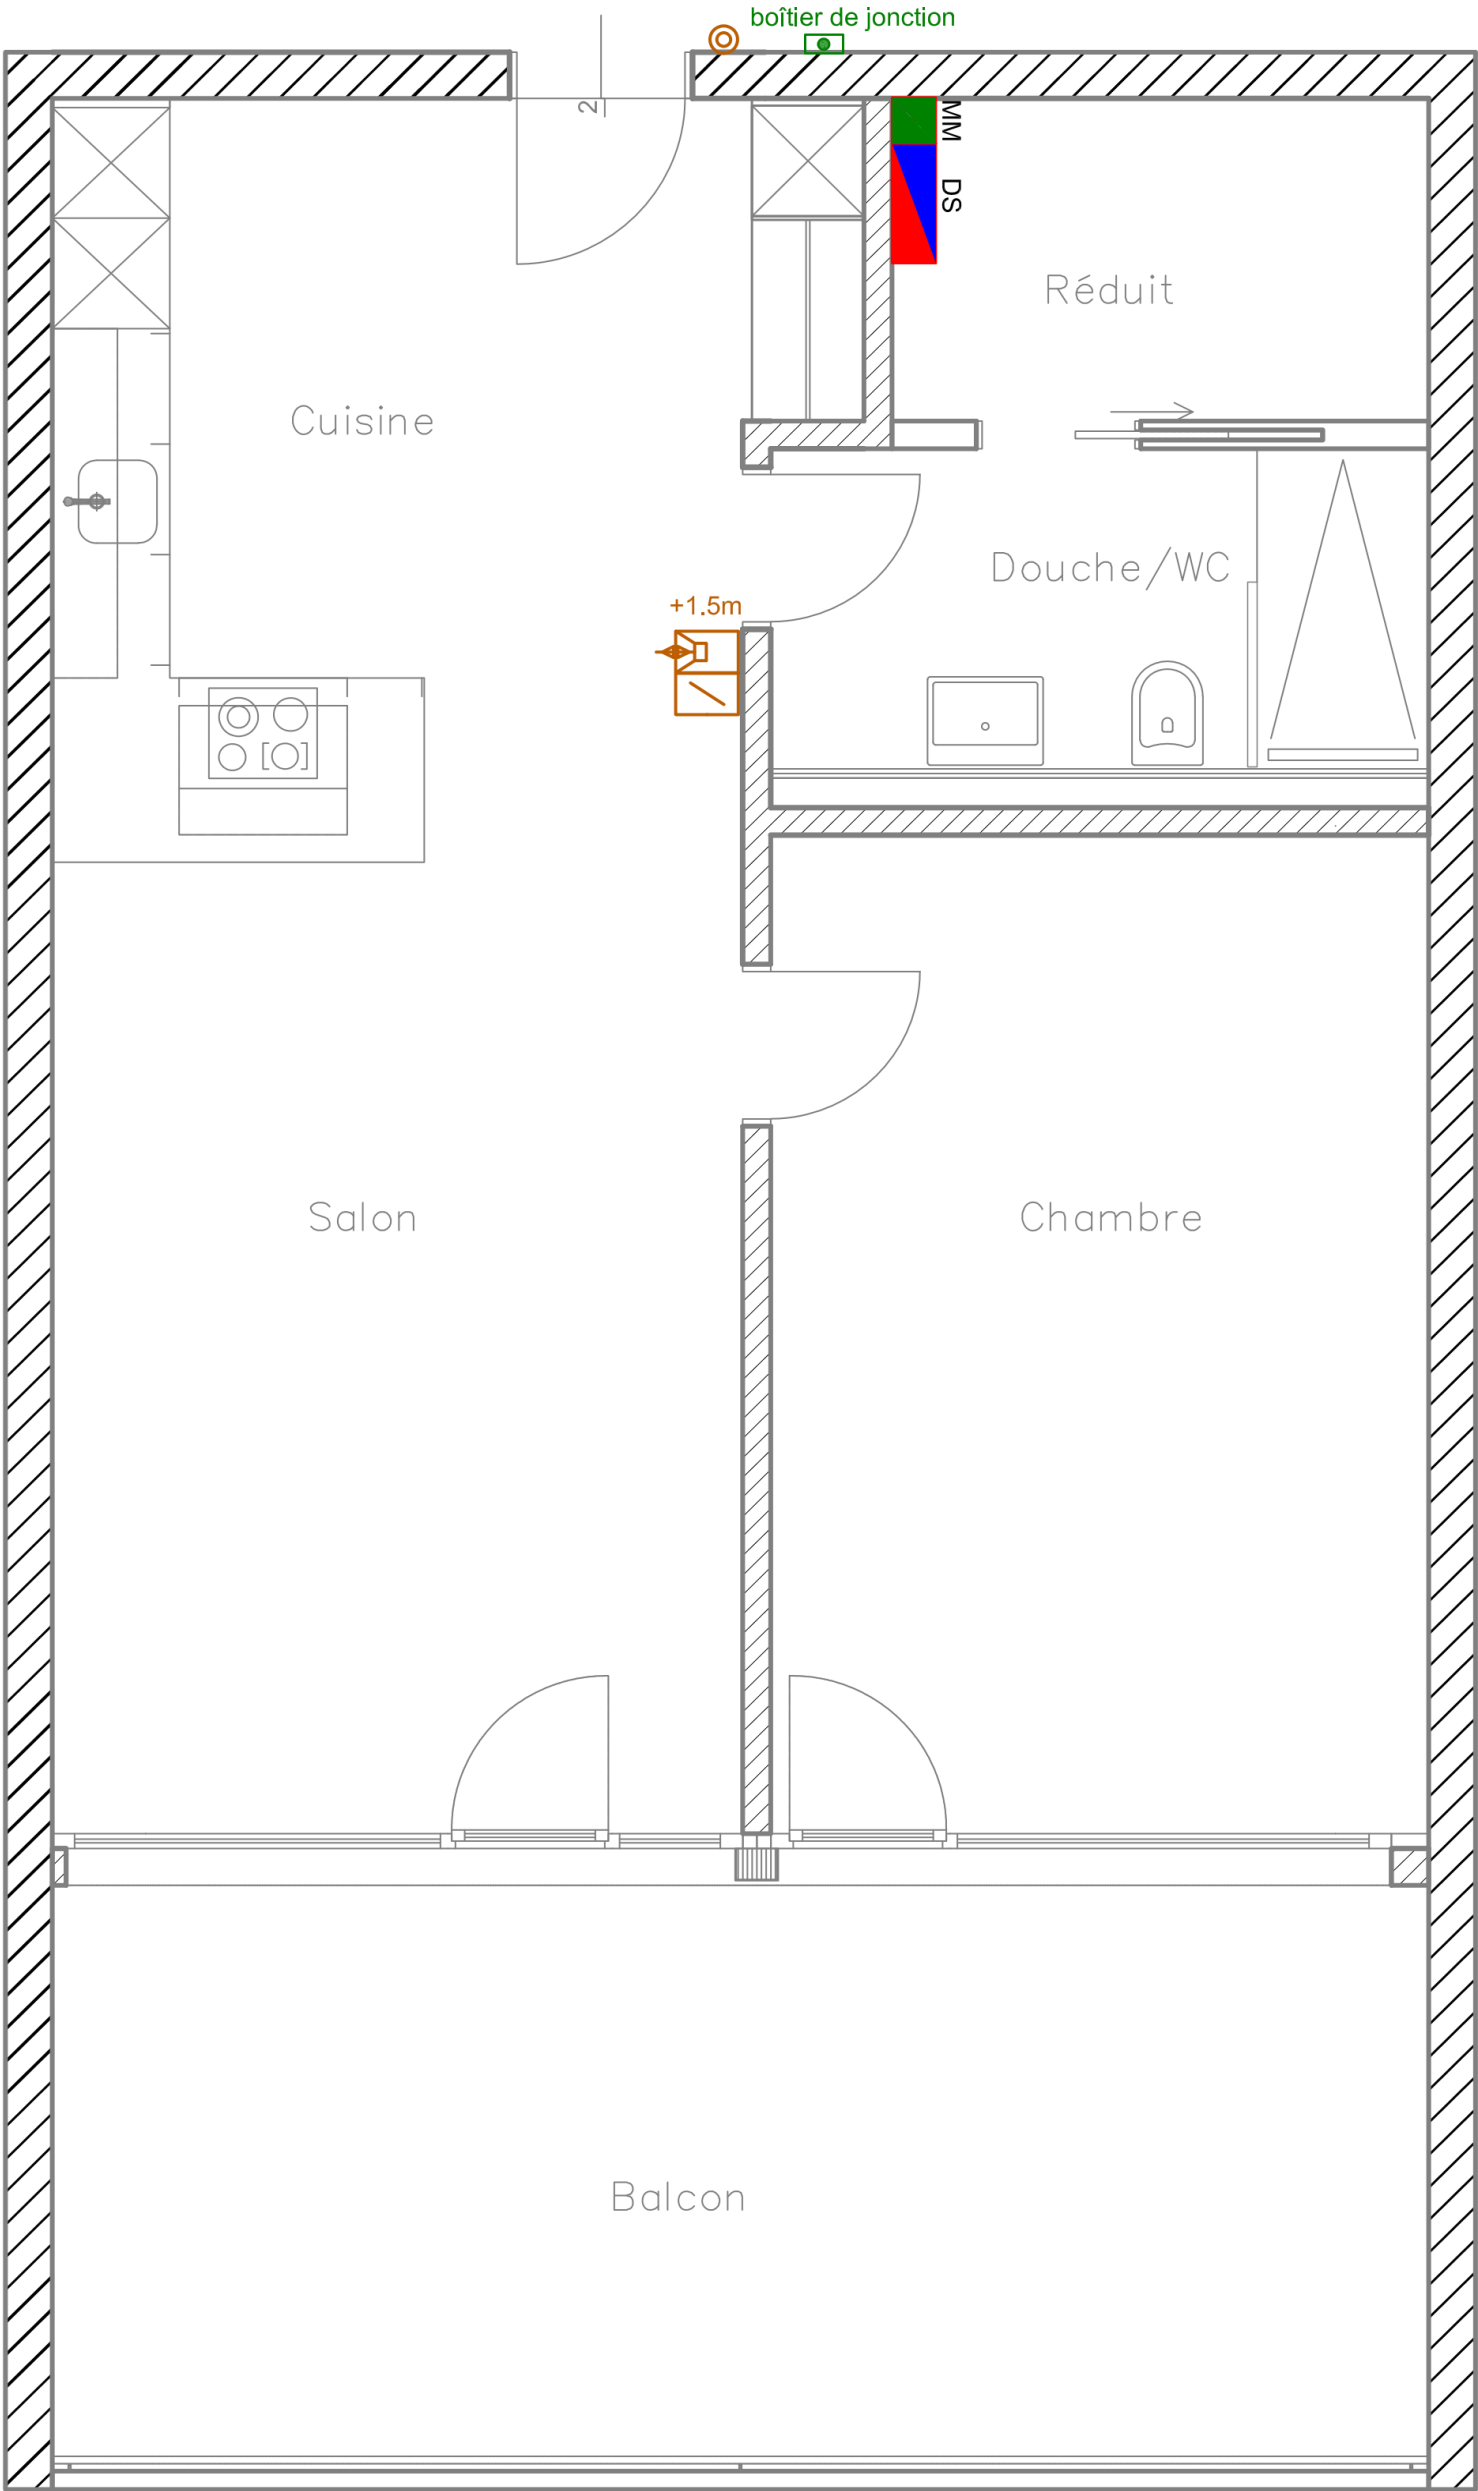 boîtier de jonction
2
MM
DS
Réduit
Cuisine
Douche/WC
+1.5m
Salon
Chambre
Balcon